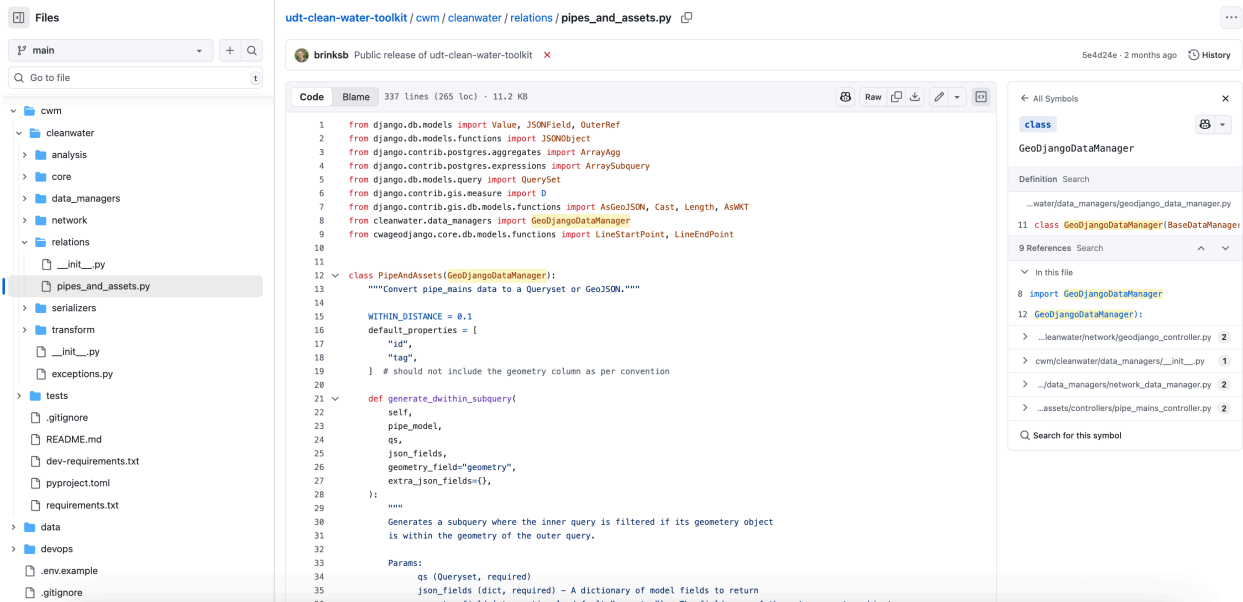 Files
main
Go to file
t
cwm
cleanwater
analysis
core
data_managers
network
relations
__init__.py
pipes_and_assets.py
serializers
transform
__init__.py
exceptions.py
tests
.gitignore
README.md
dev-requirements.txt
pyproject.toml
requirements.txt
data
devops
.env.example
.gitignore
udt-clean-water-toolkit / cwm / cleanwater / relations / pipes_and_assets.py
brinksb Public release of udt-clean-water-toolkit
5e4d24e · 2 months ago History
Code Blame 337 lines (265 loc) · 11.2 KB Raw
1 from django.db.models import Value, JSONField, OuterRef
2 from django.db.models.functions import JSONObject
3 from django.contrib.postgres.aggregates import ArrayAgg
4 from django.contrib.postgres.expressions import ArraySubquery
5 from django.db.models.query import QuerySet
6 from django.contrib.gis.measure import D
7 from django.contrib.gis.db.models.functions import AsGeoJSON, Cast, Length, AsWKT
8 from cleanwater.data_managers import GeoDjangoDataManager
9 from cwageodjango.core.db.models.functions import LineStartPoint, LineEndPoint
10
11
12 class PipeAndAssets(GeoDjangoDataManager):
13 """Convert pipe_mains data to a Queryset or GeoJSON."""
14
15 WITHIN_DISTANCE = 0.1
16 default_properties = [
17 "id",
18 "tag",
19 ] # should not include the geometry column as per convention
20
21 def generate_dwithin_subquery(
22 self,
23 pipe_model,
24 qs,
25 json_fields,
26 geometry_field="geometry",
27 extra_json_fields={},
28 ):
29 """
30 Generates a subquery where the inner query is filtered if its geometery object
31 is within the geometry of the outer query.
32
33 Params:
34 qs (Queryset, required)
35 json_fields (dict, required) – A dictionary of model fields to return
All Symbols
class
GeoDjangoDataManager
Definition Search
...water/data_managers/geodjango_data_manager.py
11 class GeoDjangoDataManager(BaseDataManager
9 References Search
In this file
8 import GeoDjangoDataManager
12 GeoDjangoDataManager):
...leanwater/network/geodjango_controller.py 2
cwm/cleanwater/data_managers/__init__.py 1
.../data_managers/network_data_manager.py 2
...assets/controllers/pipe_mains_controller.py 2
Search for this symbol